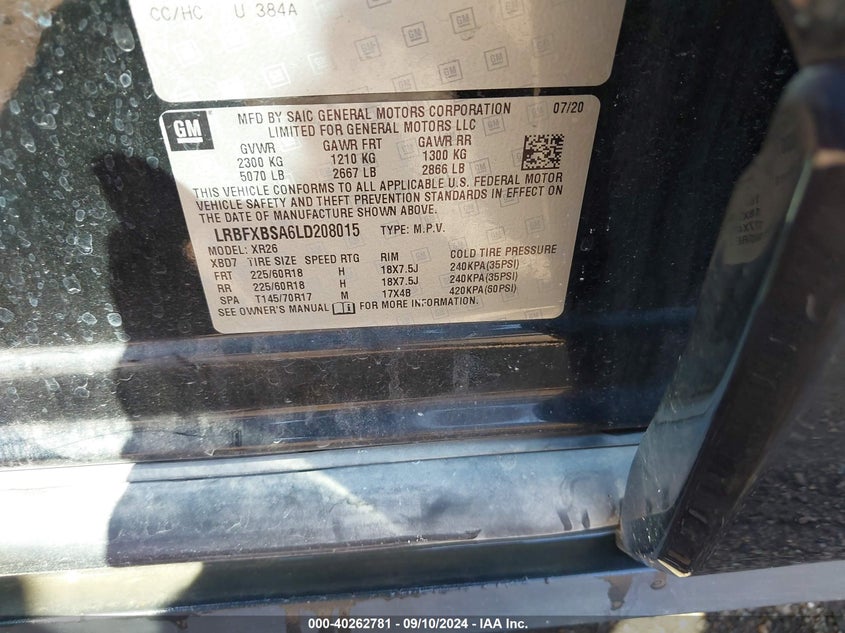 CC/HC U 384A
GM
MFD BY SAIC GENERAL MOTORS CORPORATION 07/20
LIMITED FOR GENERAL MOTORS LLC
GVWR GAWR FRT GAWR RR
2300 KG 1210 KG 1300 KG
5070 LB 2667 LB 2866 LB
THIS VEHICLE CONFORMS TO ALL APPLICABLE U.S. FEDERAL MOTOR
VEHICLE SAFETY AND THEFT PREVENTION STANDARDS IN EFFECT ON
THE DATE OF MANUFACTURE SHOWN ABOVE.
LRBFXBSA6LD208015 TYPE: M.P.V.
MODEL: XR26
XBD7 TIRE SIZE SPEED RTG RIM COLD TIRE PRESSURE
FRT 225/60R18 H 18X7.5J 240KPA(35PSI)
RR 225/60R18 H 18X7.5J 240KPA(35PSI)
SPA T145/70R17 M 17X4B 420KPA(60PSI)
SEE OWNER'S MANUAL FOR MORE INFORMATION.
000-40262781 - 09/10/2024 - IAA Inc.